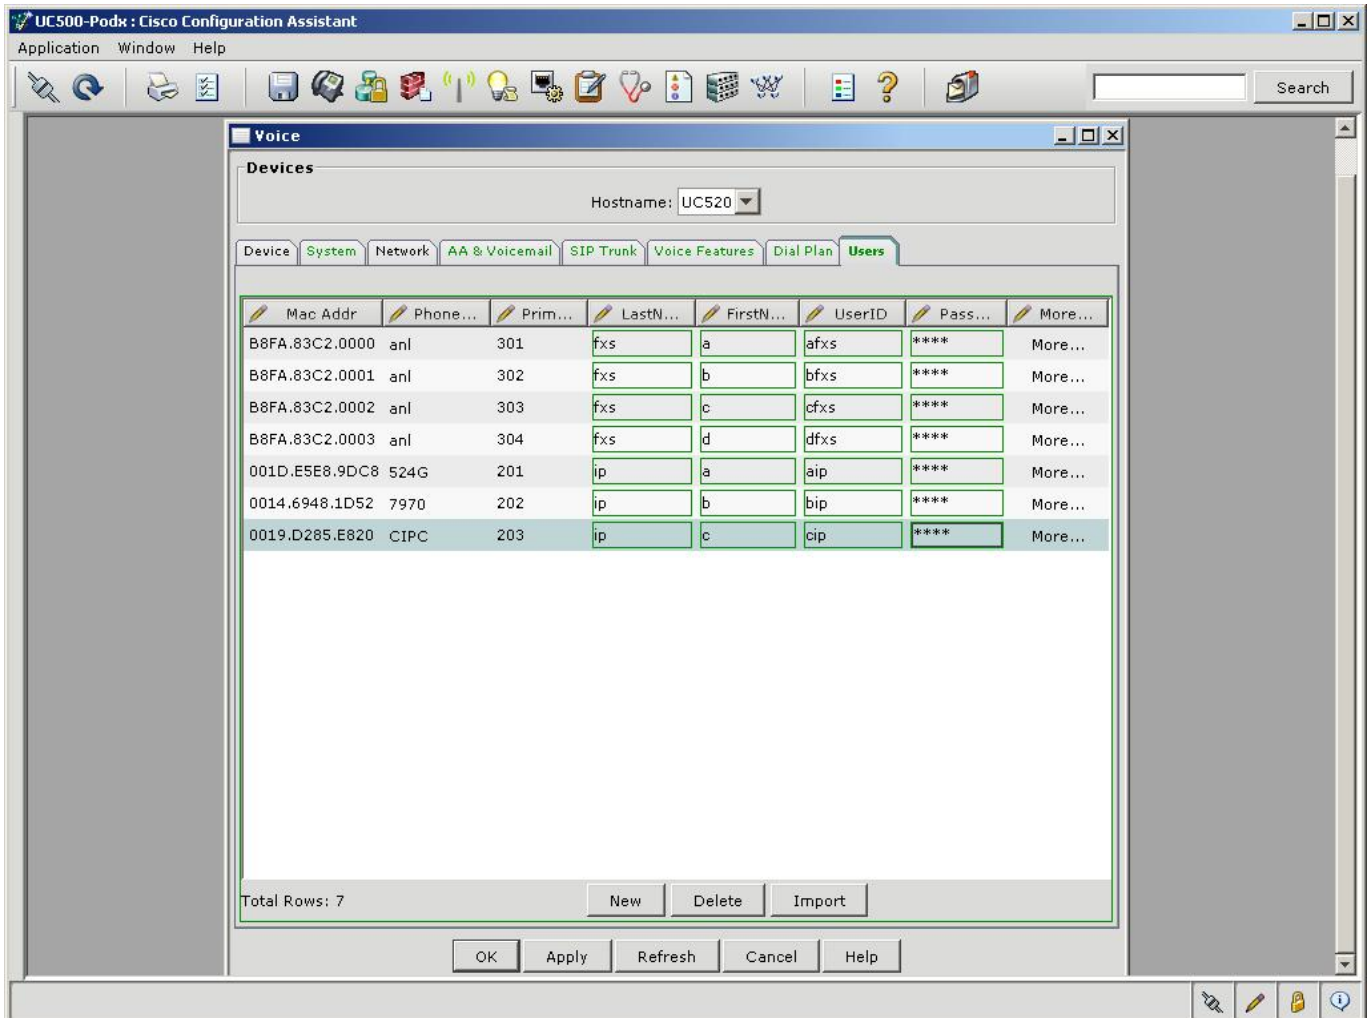 UC500-Podx : Cisco Configuration Assistant
Application Window Help
Search
Voice
Devices
Hostname: UC520
Device System Network AA & Voicemail SIP Trunk Voice Features Dial Plan Users
Mac Addr Phone... Prim... LastN... FirstN... UserID Pass... More...
B8FA.83C2.0000 anl 301 fxs a afxs **** More...
B8FA.83C2.0001 anl 302 fxs b bfxs **** More...
B8FA.83C2.0002 anl 303 fxs c cfxs **** More...
B8FA.83C2.0003 anl 304 fxs d dfxs **** More...
001D.E5E8.9DC8 524G 201 ip a aip **** More...
0014.6948.1D52 7970 202 ip b bip **** More...
0019.D285.E820 CIPC 203 ip c cip **** More...
Total Rows: 7 New Delete Import
OK Apply Refresh Cancel Help